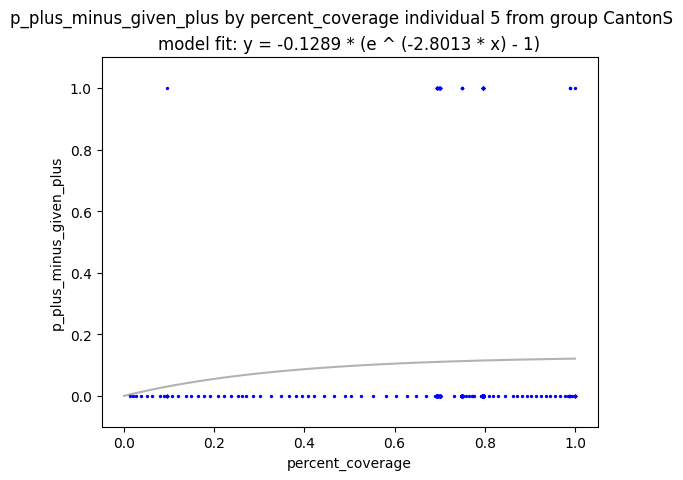 p_plus_minus_given_plus by percent_coverage individual 5 from group CantonS
model fit: y = -0.1289 * (e ^ (-2.8013 * x) - 1)
p_plus_minus_given_plus
1.0
0.8
0.6
0.4
0.2
0.0
0.0 0.2 0.4 0.6 0.8 1.0
percent_coverage